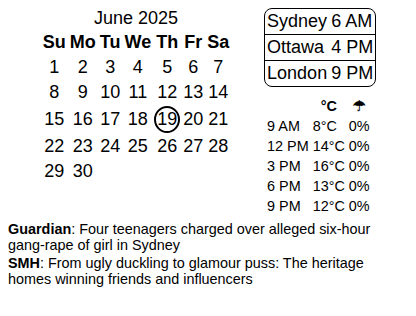 June 2025
Su Mo Tu We Th Fr Sa
1 2 3 4 5 6 7
8 9 10 11 12 13 14
15 16 17 18 19 20 21
22 23 24 25 26 27 28
29 30
Sydney 6 AM
Ottawa 4 PM
London 9 PM
°C ☂
9 AM 8°C 0%
12 PM 14°C 0%
3 PM 16°C 0%
6 PM 13°C 0%
9 PM 12°C 0%
Guardian: Four teenagers charged over alleged six-hour
gang-rape of girl in Sydney
SMH: From ugly duckling to glamour puss: The heritage
homes winning friends and influencers